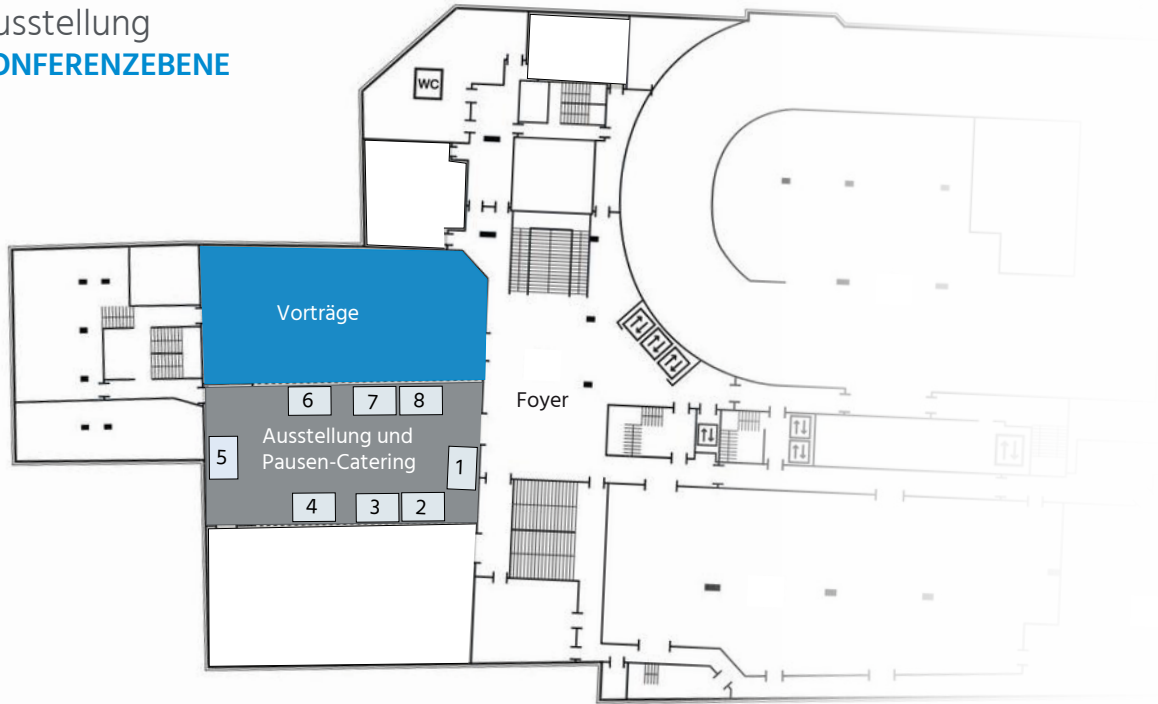 usstellung
ONFERENZEBENE
WC
Vorträge
6
7
8
Foyer
Ausstellung und
Pausen-Catering
5
1
4
3
2